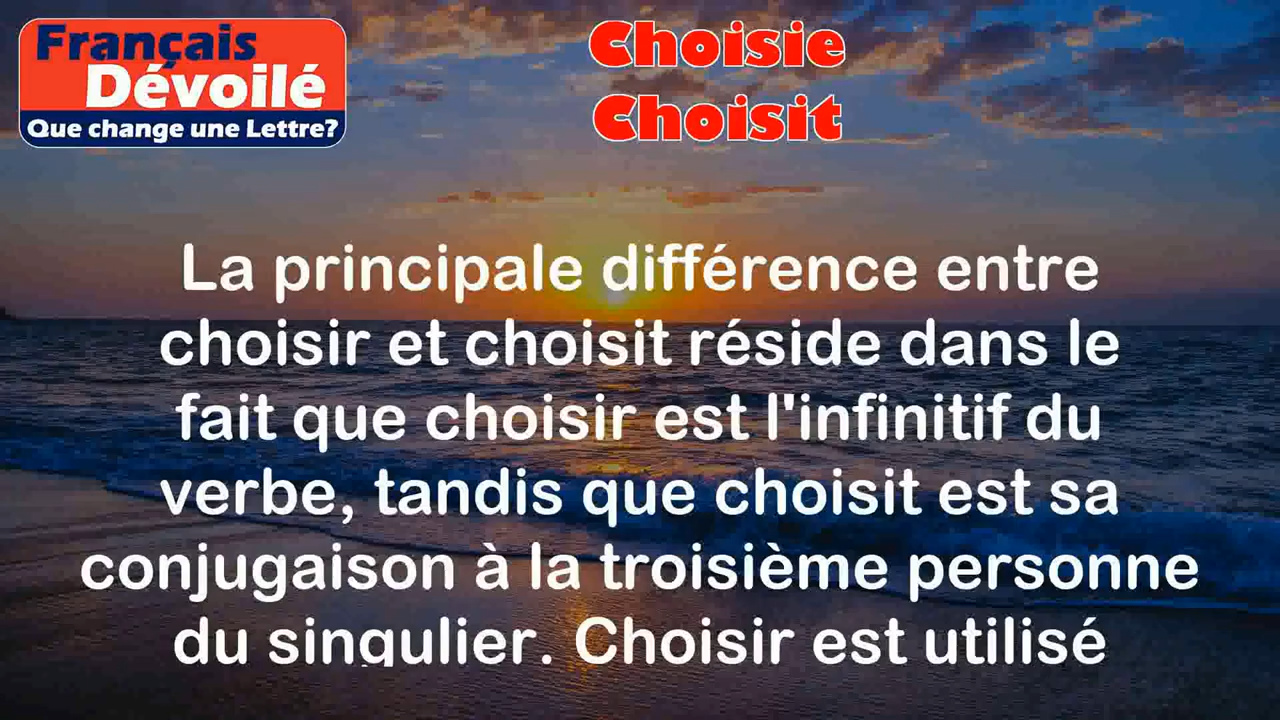 Français
Dévoilé
Que change une Lettre?
Choisie
Choisit
La principale différence entre
choisir et choisit réside dans le
fait que choisir est l'infinitif du
verbe, tandis que choisit est sa
conjugaison à la troisième personne
du singulier. Choisir est utilisé